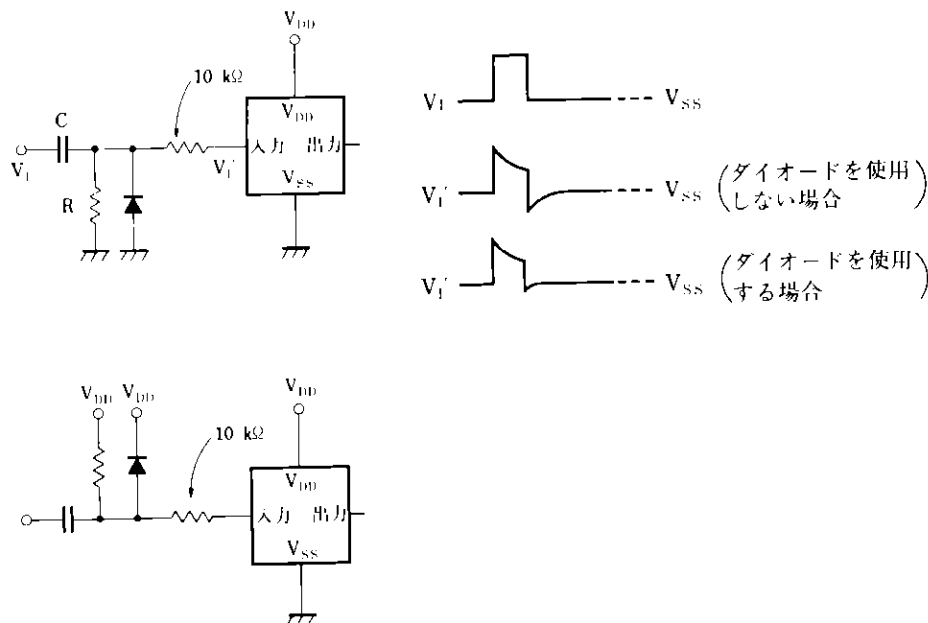 V_DD
10 kΩ
C
V_DD
入力 出力
V_I
V_I'
V_SS
R
V_I V_SS
V_I' V_SS (ダイオードを使用
しない場合)
V_I' V_SS (ダイオードを使用
する場合)
V_DD V_DD
V_DD
10 kΩ
V_DD
入力 出力
V_SS